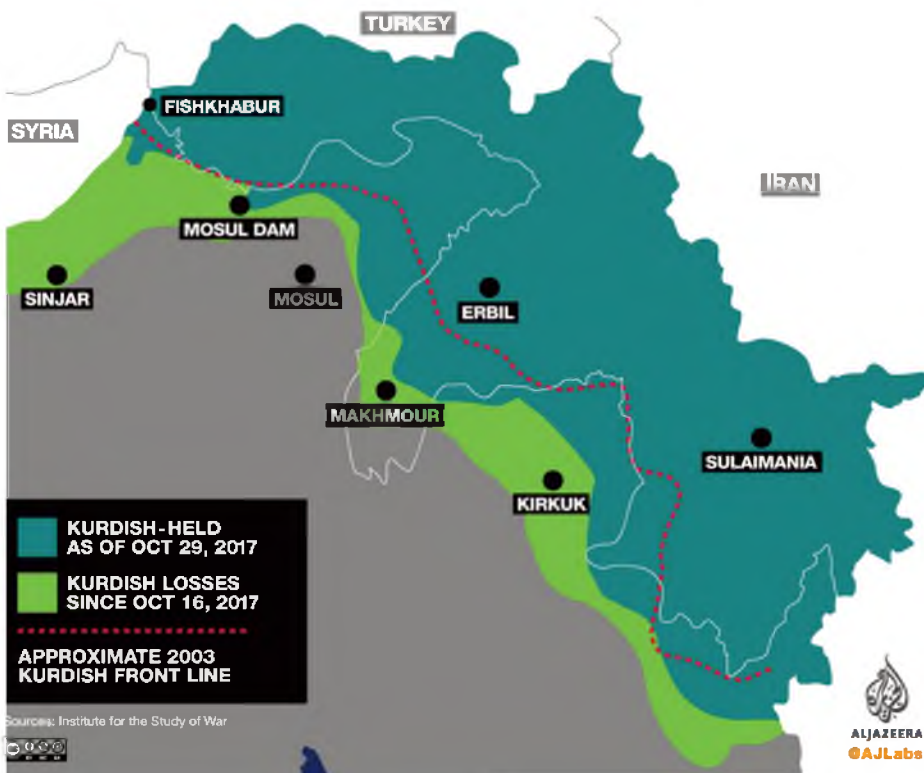 TURKEY
FISHKHABUR
SYRIA
IRAN
MOSUL DAM
SINJAR
MOSUL
ERBIL
MAKHMOUR
SULAIMANIA
KIRKUK
KURDISH-HELD
AS OF OCT 29, 2017
KURDISH LOSSES
SINCE OCT 16, 2017
APPROXIMATE 2003
KURDISH FRONT LINE
Sources: Institute for the Study of War
ALJAZEERA
@AJLabs